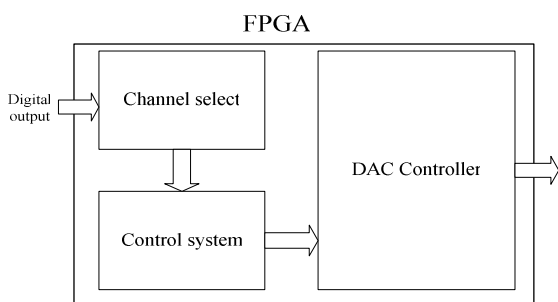 FPGA
Digital
output
Channel select
Control system
DAC Controller